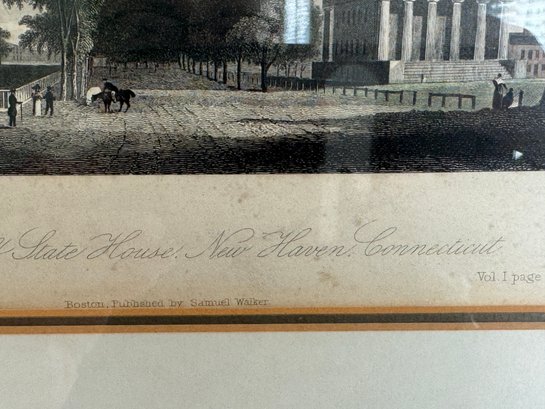 State House, New Haven, Connecticut
Vol. I page
Boston, Published by Samuel Walker.